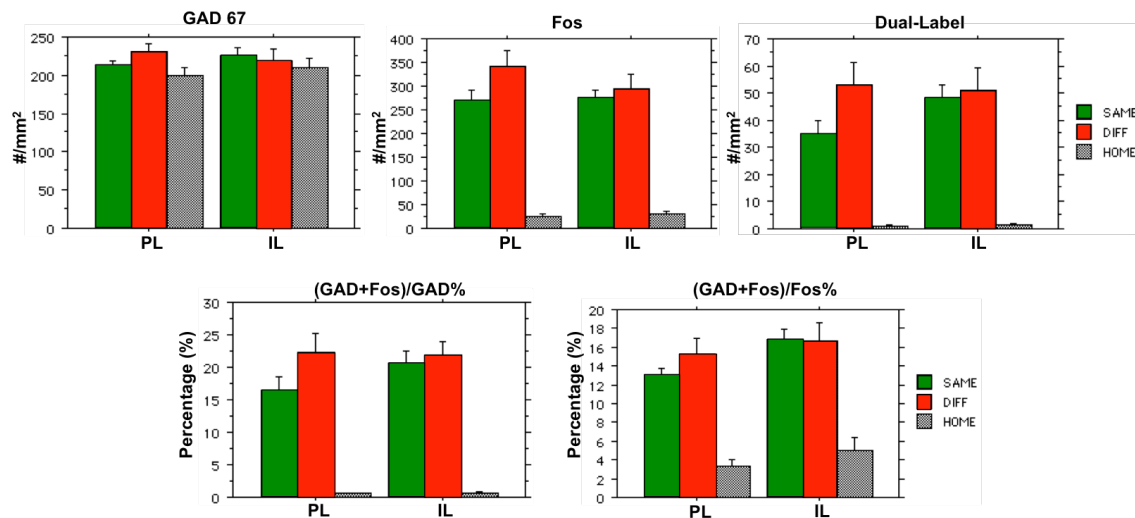 GAD 67
#/mm²
250
200
150
100
50
0
PL
IL
Fos
#/mm²
400
350
300
250
200
150
100
50
0
PL
IL
Dual-Label
#/mm²
70
60
50
40
30
20
10
0
PL
IL
SAME
DIFF
HOME
(GAD+Fos)/GAD%
Percentage (%)
30
25
20
15
10
5
0
PL
IL
(GAD+Fos)/Fos%
Percentage (%)
20
18
16
14
12
10
8
6
4
2
0
PL
IL
SAME
DIFF
HOME